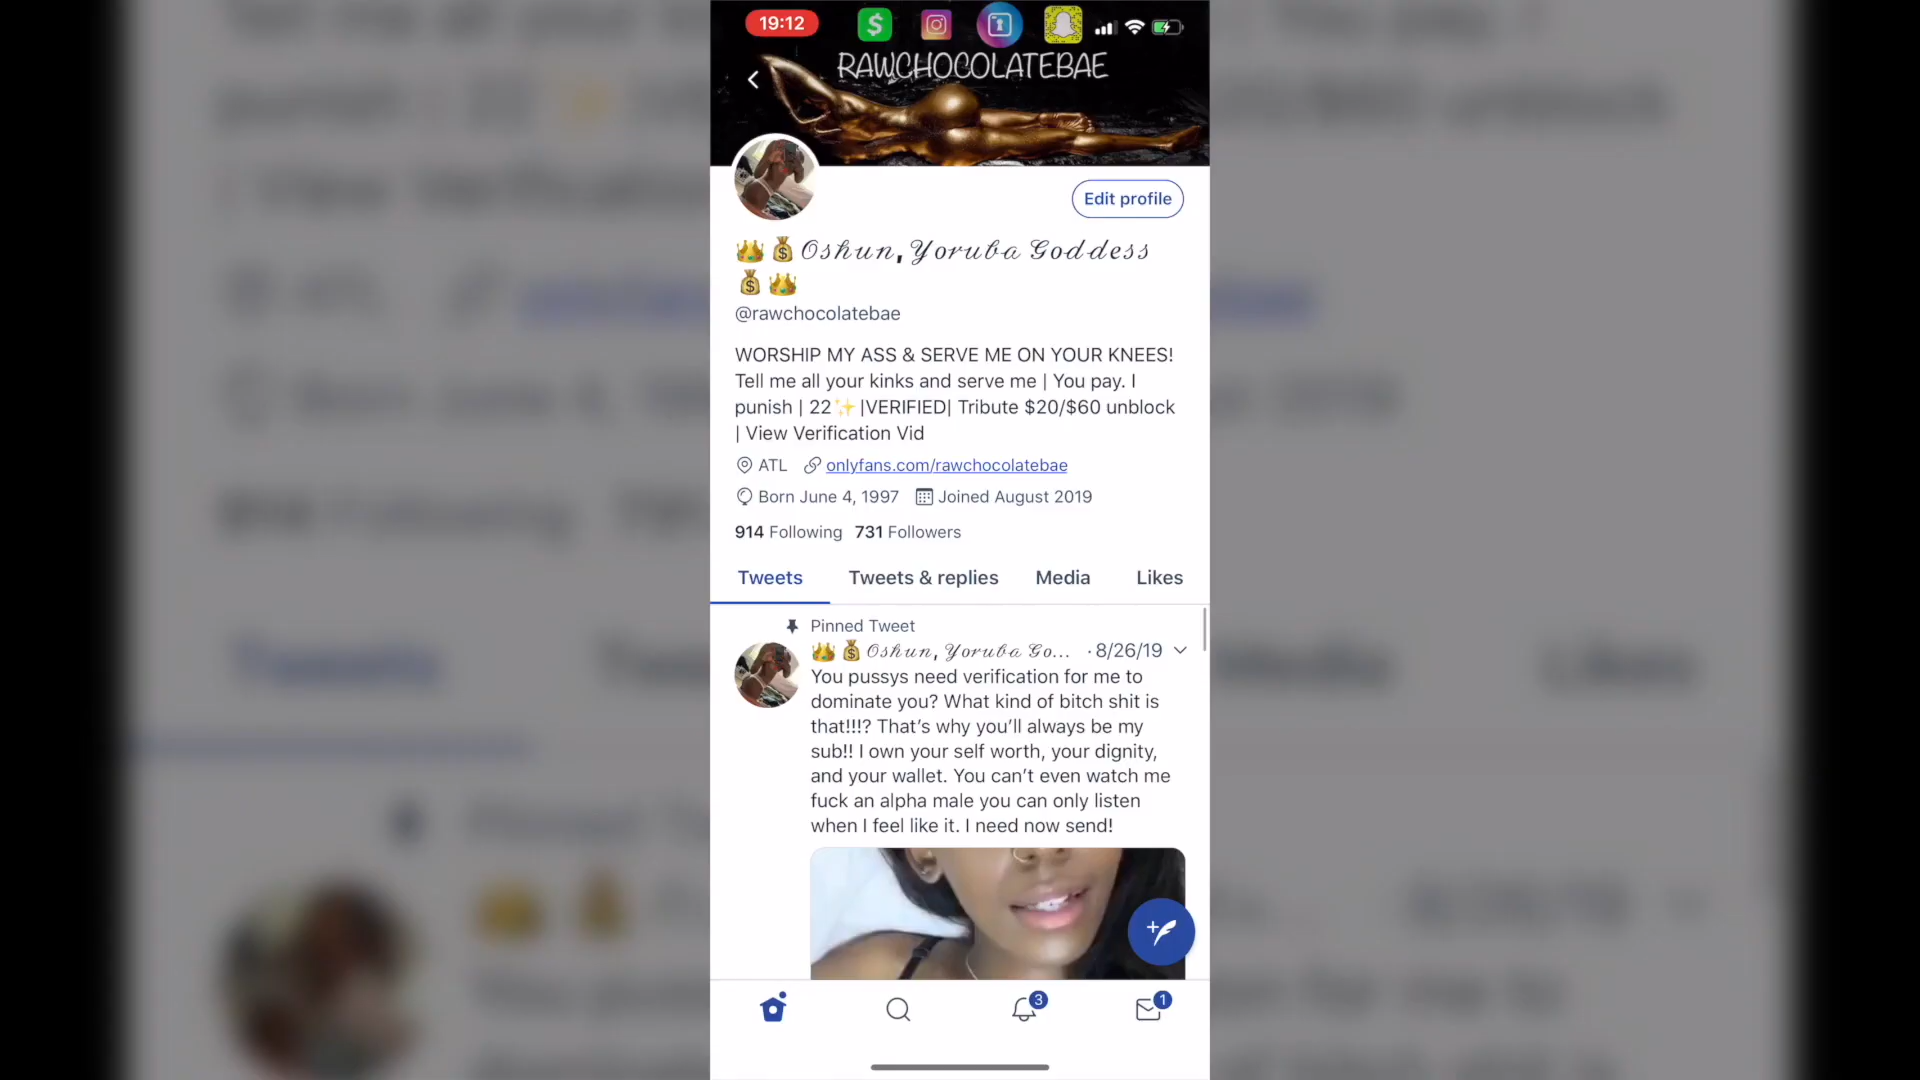 19:12
RAWCHOCOLATEBAE
Edit profile
👑💰𝒪𝓈𝒽𝓊𝓃,𝒴𝑜𝓇𝓊𝒷𝒶 𝒢𝑜𝒹𝒹𝑒𝓈𝓈
💰👑
@rawchocolatebae
WORSHIP MY ASS & SERVE ME ON YOUR KNEES!
Tell me all your kinks and serve me | You pay. I
punish | 22✨ |VERIFIED| Tribute $20/$60 unblock
| View Verification Vid
ATL onlyfans.com/rawchocolatebae
Born June 4, 1997 Joined August 2019
914 Following 731 Followers
Tweets Tweets & replies Media Likes
Pinned Tweet
👑💰𝒪𝓈𝒽𝓊𝓃,𝒴𝑜𝓇𝓊𝒷𝒶 𝒢𝑜... · 8/26/19
You pussys need verification for me to
dominate you? What kind of bitch shit is
that!!!? That’s why you’ll always be my
sub!! I own your self worth, your dignity,
and your wallet. You can’t even watch me
fuck an alpha male you can only listen
when I feel like it. I need now send!
3 1